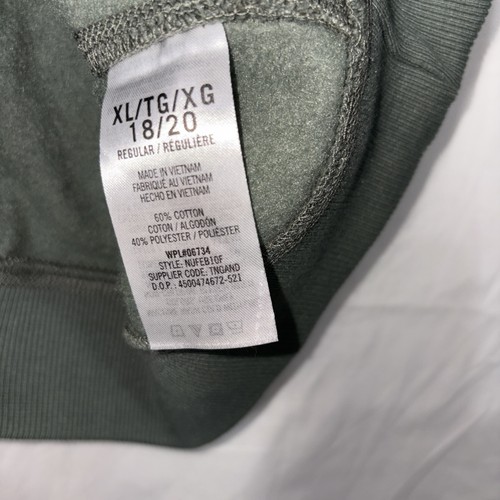 XL/TG/XG
18/20
REGULAR / RÉGULIÈRE
MADE IN VIETNAM
FABRIQUÉ AU VIETNAM
HECHO EN VIETNAM
60% COTTON
COTON / ALGODÓN
40% POLYESTER / POLIÉSTER
WPL#06734
STYLE: NUFEB10F
SUPPLIER CODE: TNGAND
D.O.P.: 4500474672-521